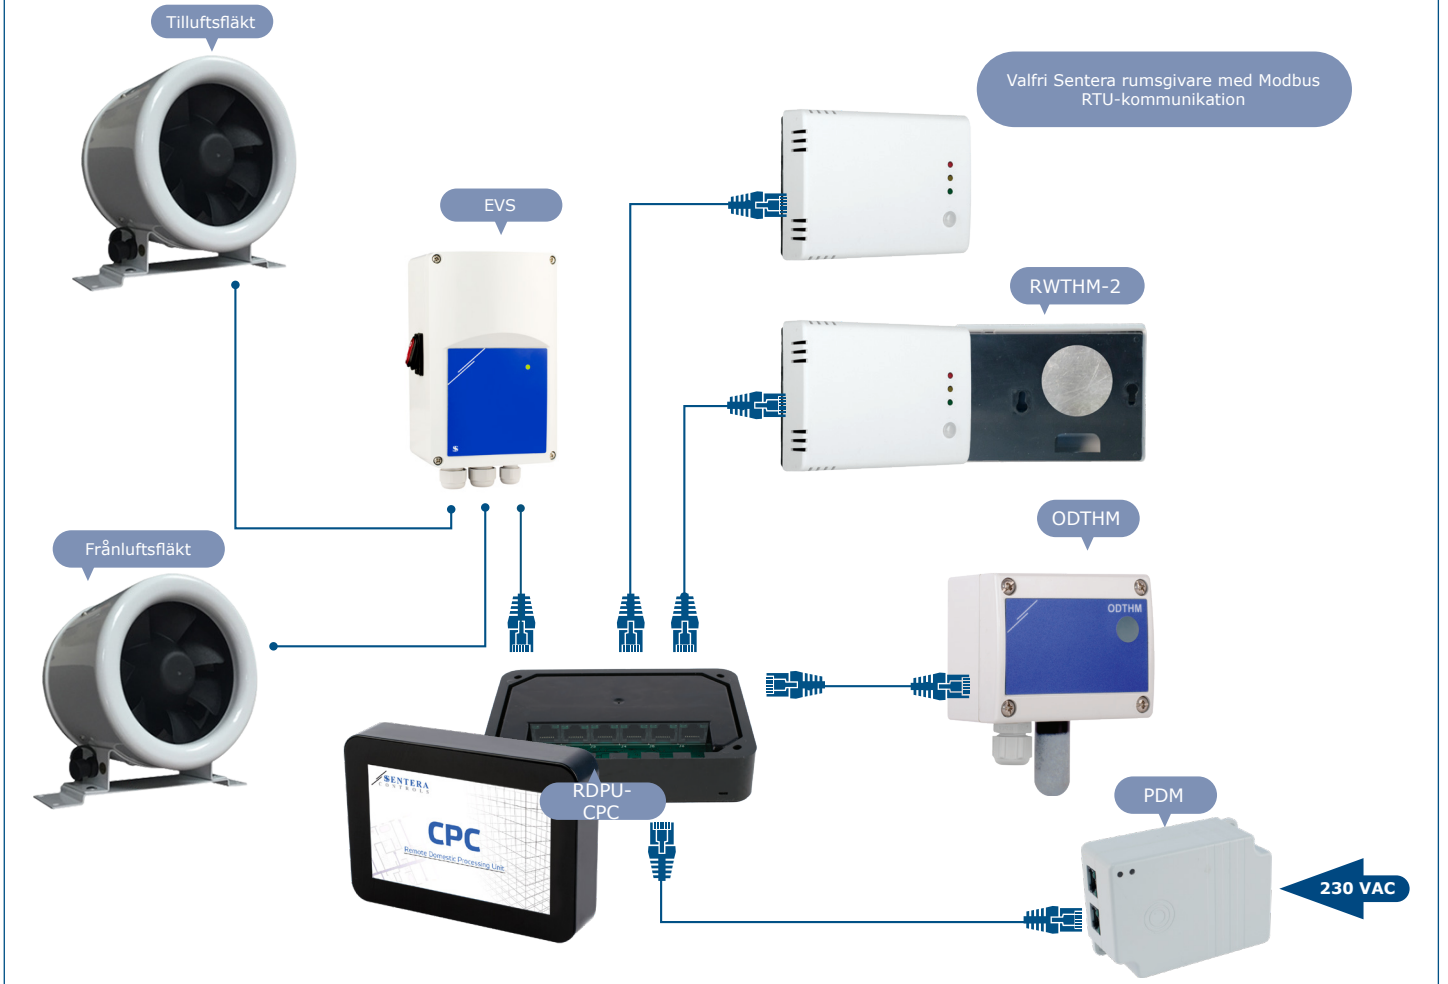 Tilluftsfläkt
Valfri Sentera rumsgivare med Modbus
RTU-kommunikation
EVS
RWTHM-2
ODTHM
ODTHM
Frånluftsfläkt
RDPU-
CPC
SENTERA
CONTROLS
CPC
Remote Domestic Processing Unit
PDM
230 VAC